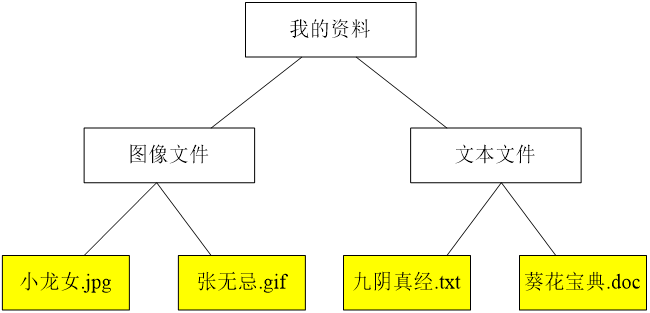 我的资料
图像文件
文本文件
小龙女.jpg
张无忌.gif
九阴真经.txt
葵花宝典.doc